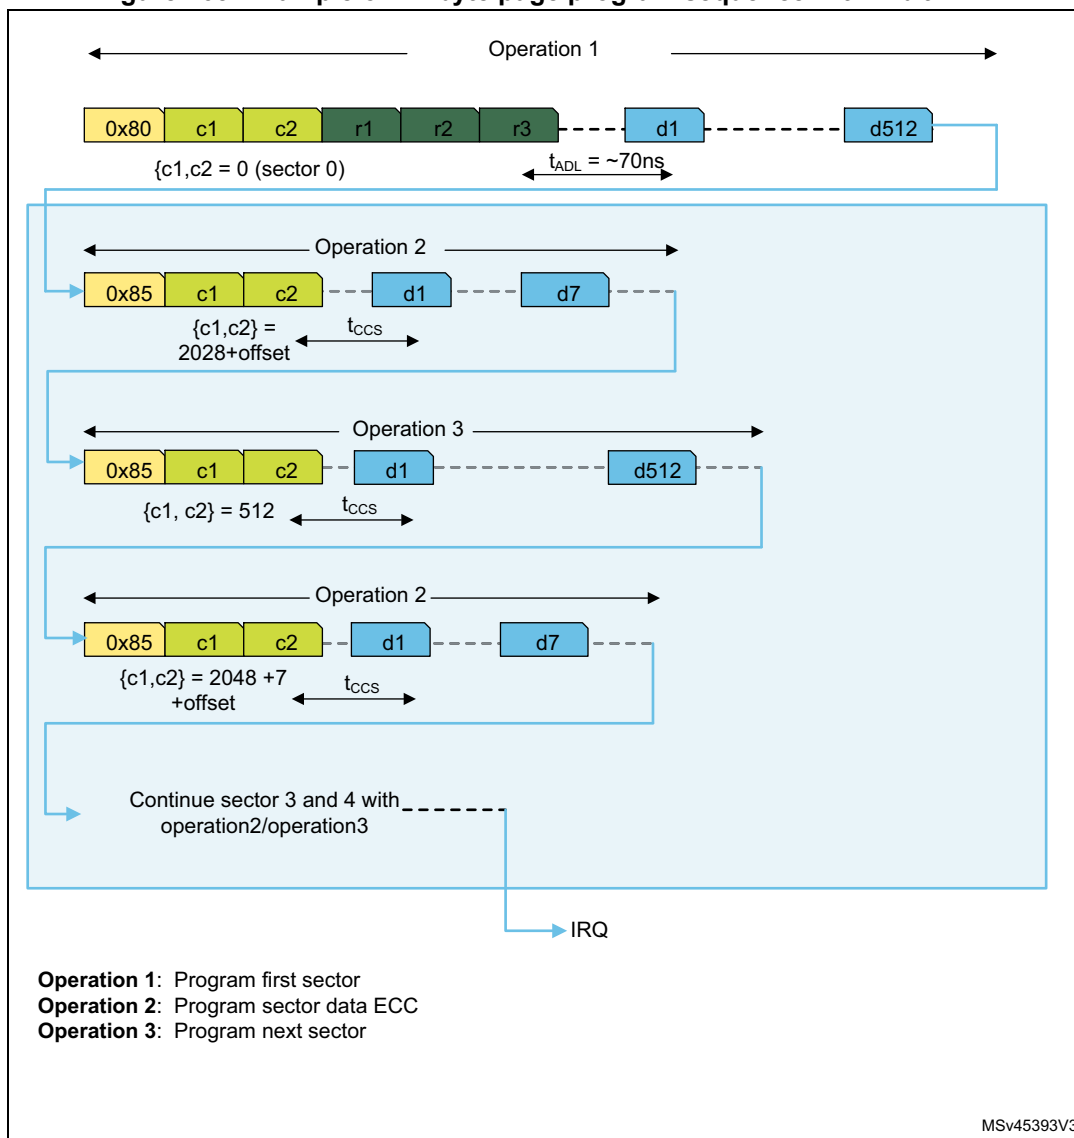 Operation 1
0x80 c1 c2 r1 r2 r3 d1 d512
{c1,c2 = 0 (sector 0)
tADL = ~70ns
Operation 2
0x85 c1 c2 d1 d7
{c1,c2} =
2028+offset
tCCS
Operation 3
0x85 c1 c2 d1 d512
{c1, c2} = 512
tCCS
Operation 2
0x85 c1 c2 d1 d7
{c1,c2} = 2048 +7
+offset
tCCS
Continue sector 3 and 4 with
operation2/operation3
IRQ
Operation 1: Program first sector
Operation 2: Program sector data ECC
Operation 3: Program next sector
MSv45393V3